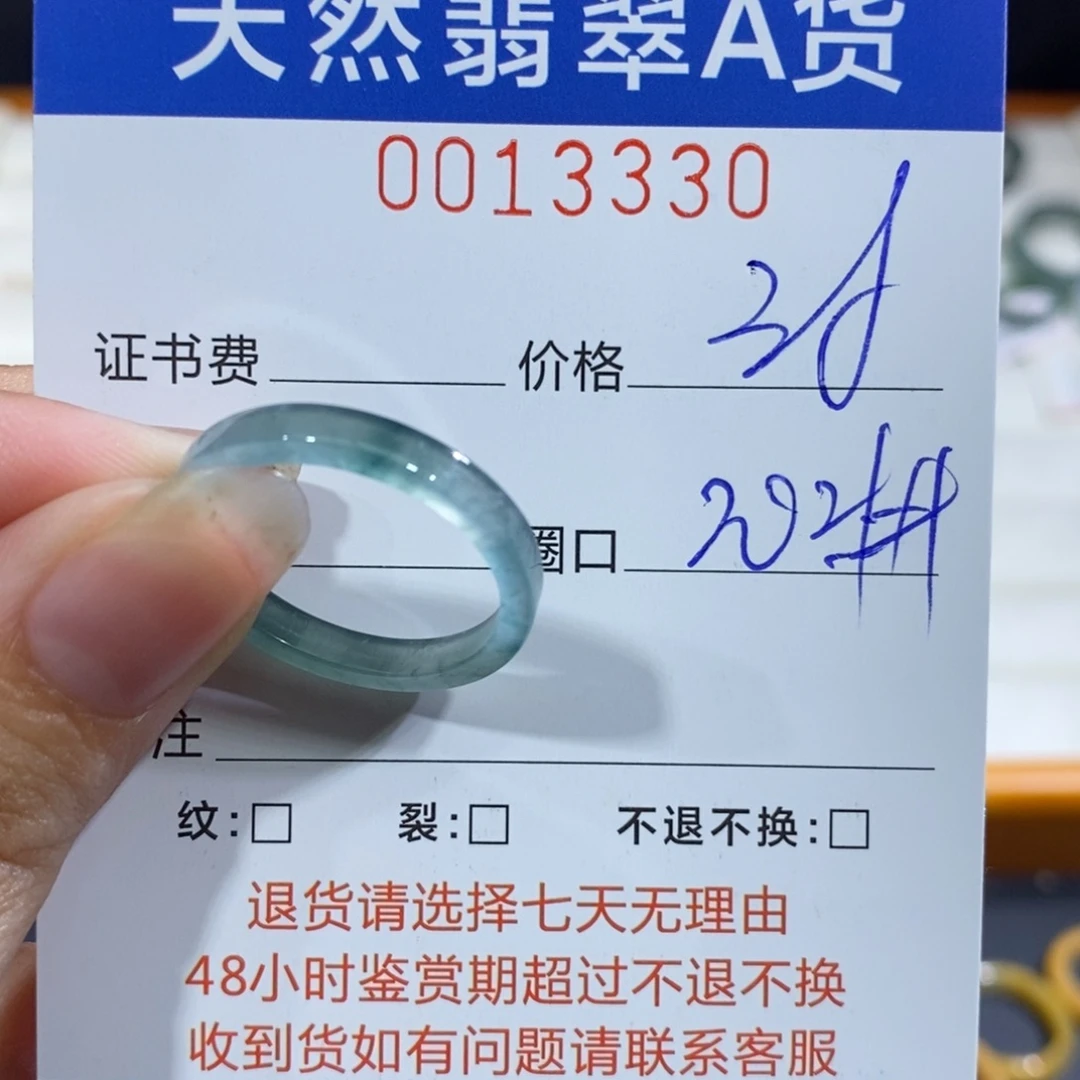 天然翡翠A货
0013330
证书费 价格
圈口
注
纹:□ 裂:□ 不退不换:□
退货请选择七天无理由
48小时鉴赏期超过不退不换
收到货如有问题请联系客服